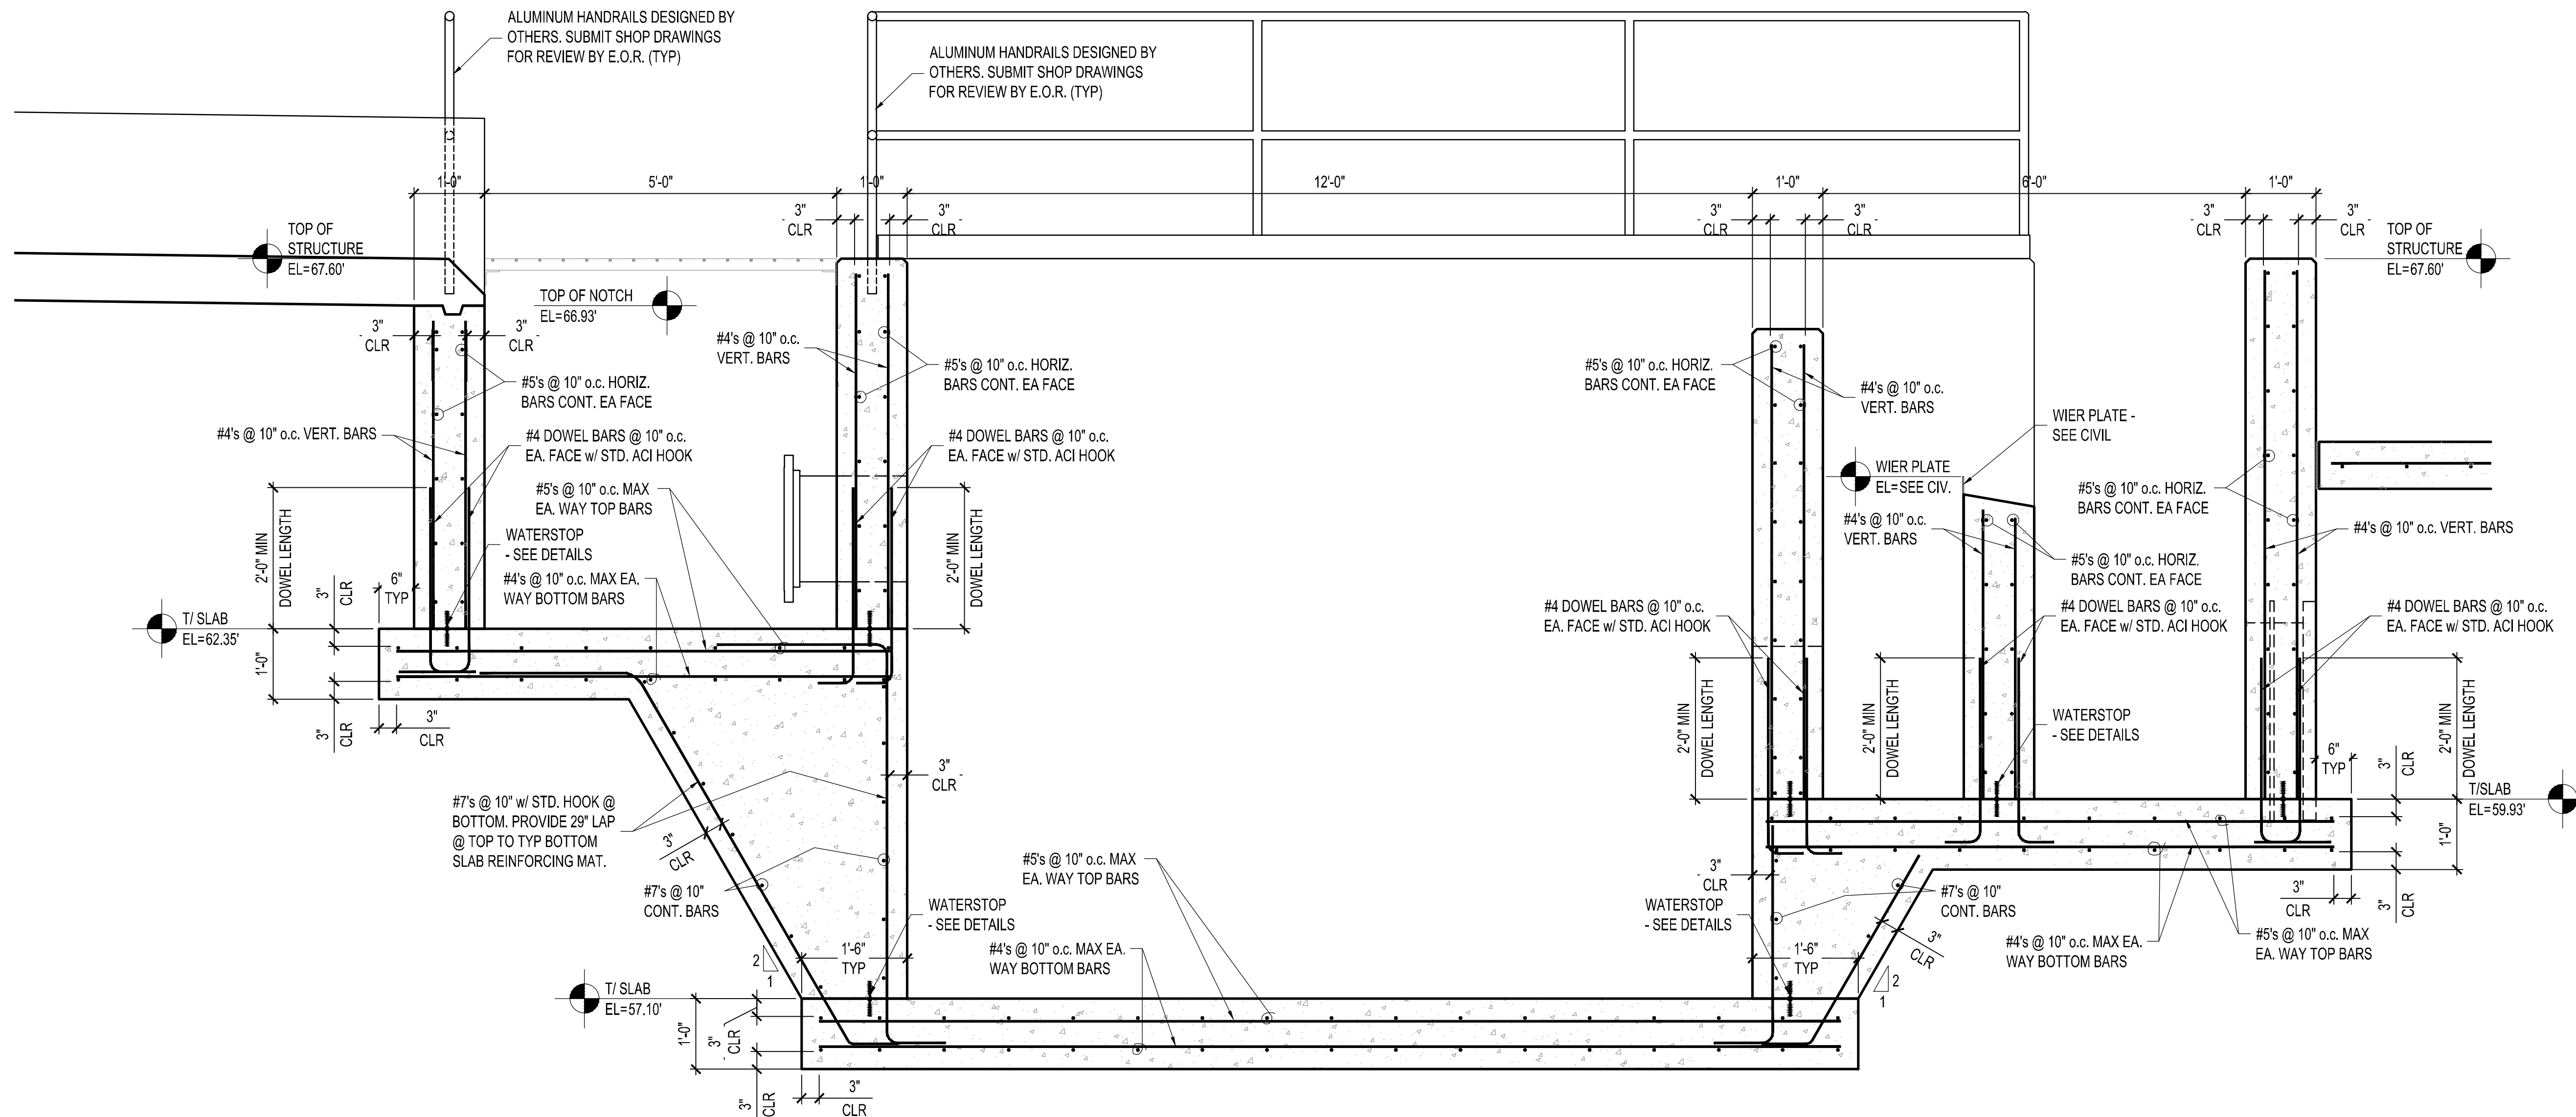 ALUMINUM HANDRAILS DESIGNED BY
OTHERS. SUBMIT SHOP DRAWINGS
FOR REVIEW BY E.O.R. (TYP)
ALUMINUM HANDRAILS DESIGNED BY
OTHERS. SUBMIT SHOP DRAWINGS
FOR REVIEW BY E.O.R. (TYP)
1'-0"
5'-0"
1'-0"
12'-0"
1'-0"
6'-0"
1'-0"
3"
CLR
3"
CLR
3"
CLR
3"
CLR
3"
CLR
3"
CLR
TOP OF
STRUCTURE
EL=67.60'
TOP OF
STRUCTURE
EL=67.60'
TOP OF NOTCH
EL=66.93'
3"
CLR
3"
CLR
#4's @ 10" o.c.
VERT. BARS
#5's @ 10" o.c. HORIZ.
BARS CONT. EA FACE
#5's @ 10" o.c. HORIZ.
BARS CONT. EA FACE
#5's @ 10" o.c. HORIZ.
BARS CONT. EA FACE
#4's @ 10" o.c.
VERT. BARS
WIER PLATE -
SEE CIVIL
#4's @ 10" o.c. VERT. BARS
#4 DOWEL BARS @ 10" o.c.
EA. FACE w/ STD. ACI HOOK
#4 DOWEL BARS @ 10" o.c.
EA. FACE w/ STD. ACI HOOK
WIER PLATE
EL=SEE CIV.
#5's @ 10" o.c. MAX
EA. WAY TOP BARS
#5's @ 10" o.c. HORIZ.
BARS CONT. EA FACE
#4's @ 10" o.c.
VERT. BARS
#4's @ 10" o.c. VERT. BARS
WATERSTOP
- SEE DETAILS
#5's @ 10" o.c. HORIZ.
BARS CONT. EA FACE
2'-0" MIN
DOWEL LENGTH
2'-0" MIN
DOWEL LENGTH
6"
TYP
3"
CLR
#4's @ 10" o.c. MAX EA.
WAY BOTTOM BARS
#4 DOWEL BARS @ 10" o.c.
EA. FACE w/ STD. ACI HOOK
#4 DOWEL BARS @ 10" o.c.
EA. FACE w/ STD. ACI HOOK
#4 DOWEL BARS @ 10" o.c.
EA. FACE w/ STD. ACI HOOK
T/ SLAB
EL=62.35'
1'-0"
3"
CLR
3"
CLR
2'-0" MIN
DOWEL LENGTH
2'-0" MIN
DOWEL LENGTH
WATERSTOP
- SEE DETAILS
2'-0" MIN
DOWEL LENGTH
6"
TYP
3"
CLR
T/SLAB
EL=59.93'
3"
CLR
#7's @ 10" w/ STD. HOOK @
BOTTOM. PROVIDE 29" LAP
@ TOP TO TYP BOTTOM
SLAB REINFORCING MAT.
3"
CLR
1'-0"
#5's @ 10" o.c. MAX
EA. WAY TOP BARS
3"
CLR
#7's @ 10"
CONT. BARS
WATERSTOP
- SEE DETAILS
WATERSTOP
- SEE DETAILS
#7's @ 10"
CONT. BARS
3"
CLR
3"
CLR
#4's @ 10" o.c. MAX EA.
WAY BOTTOM BARS
#4's @ 10" o.c. MAX EA.
WAY BOTTOM BARS
#5's @ 10" o.c. MAX
EA. WAY TOP BARS
3"
CLR
2
1
1'-6"
TYP
1'-6"
TYP
2
1
T/ SLAB
EL=57.10'
1'-0"
3"
CLR
3"
CLR
3"
CLR